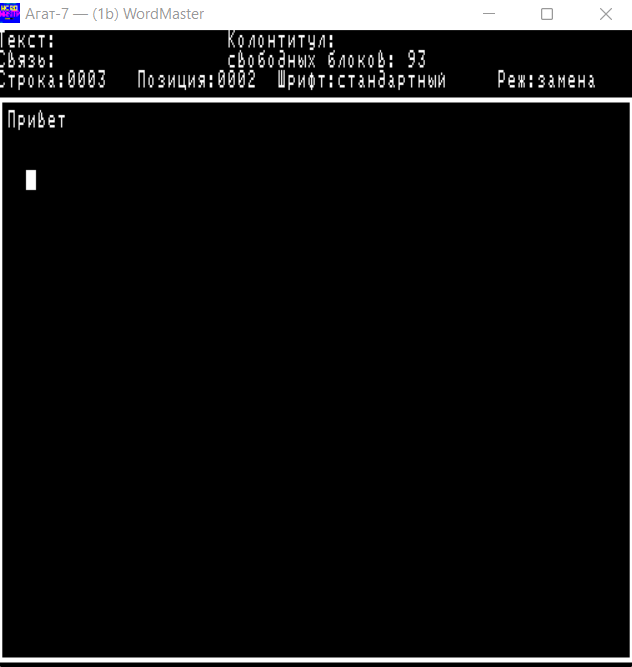 Агат-7 — (1b) WordMaster
Текст: Колонтитул:
Связь: свободных блоков: 93
Строка:0003 Позиция:0002 Шрифт:стандартный Реж:замена
Привет